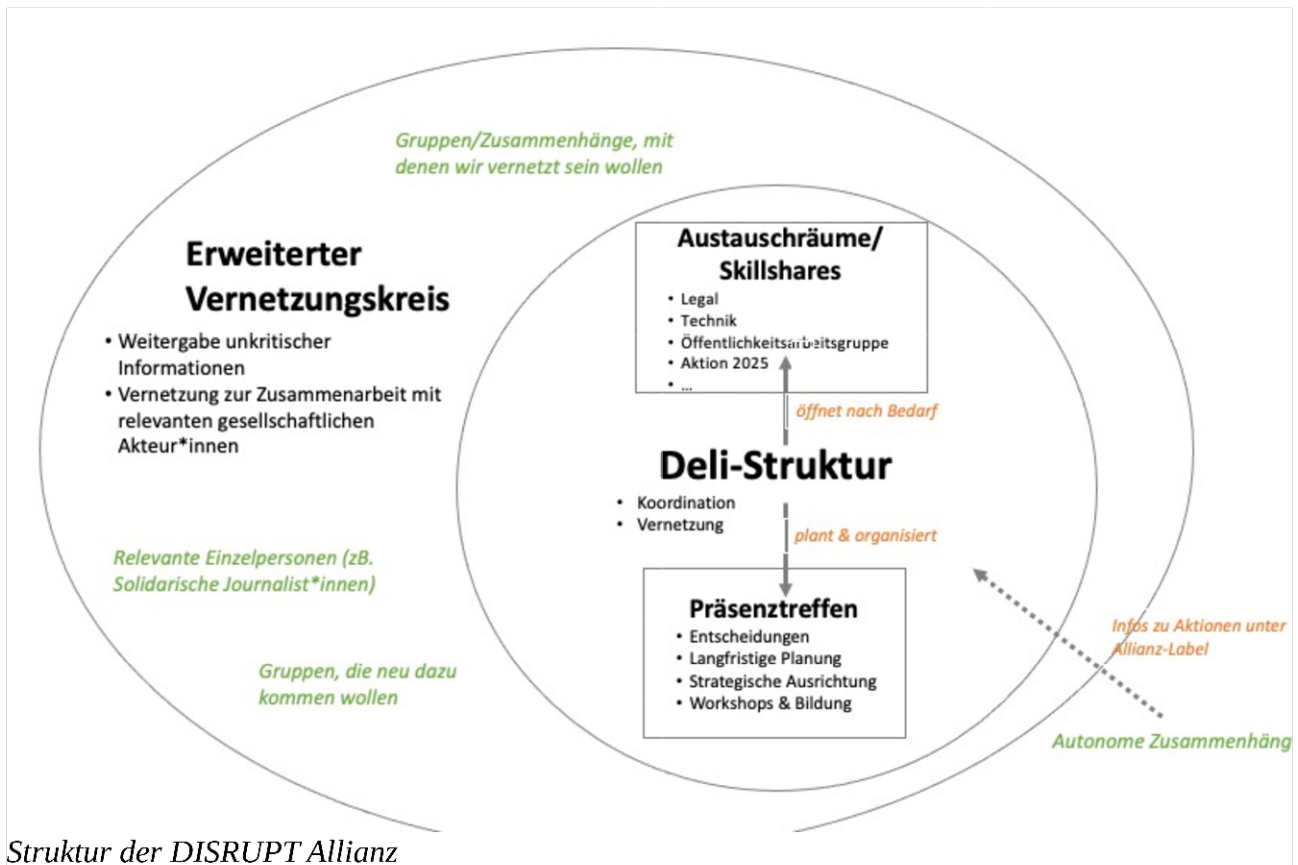 Gruppen/Zusammenhänge, mit
denen wir vernetzt sein wollen
Erweiterter
Vernetzungskreis
• Weitergabe unkritischer
Informationen
• Vernetzung zur Zusammenarbeit mit
relevanten gesellschaftlichen
Akteur*innen
Relevante Einzelpersonen (zB.
Solidarische Journalist*innen)
Gruppen, die neu dazu
kommen wollen
Austauschräume/
Skillshares
• Legal
• Technik
• Öffentlichkeitsarbeitsgruppe
• Aktion 2025
• ...
öffnet nach Bedarf
Deli-Struktur
• Koordination
• Vernetzung
plant & organisiert
Präsenztreffen
• Entscheidungen
• Langfristige Planung
• Strategische Ausrichtung
• Workshops & Bildung
Infos zu Aktionen unter
Allianz-Label
Autonome Zusammenhäng
Struktur der DISRUPT Allianz